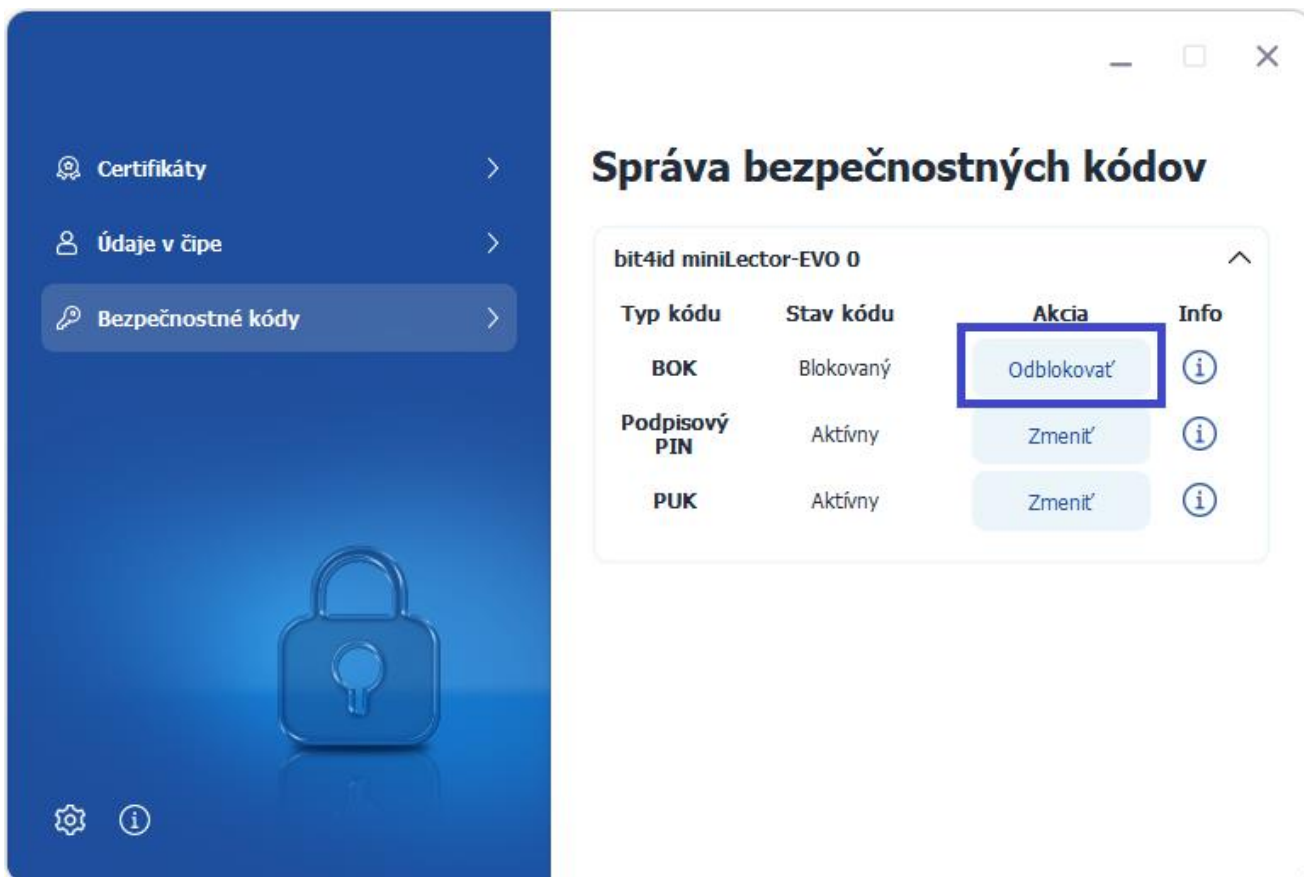 Certifikáty
Údaje v čipe
Bezpečnostné kódy
Správa bezpečnostných kódov
bit4id miniLector-EVO 0
Typ kódu Stav kódu Akcia Info
BOK Blokovaný Odblokovať
Podpisový
PIN Aktívny Zmeniť
PUK Aktívny Zmeniť